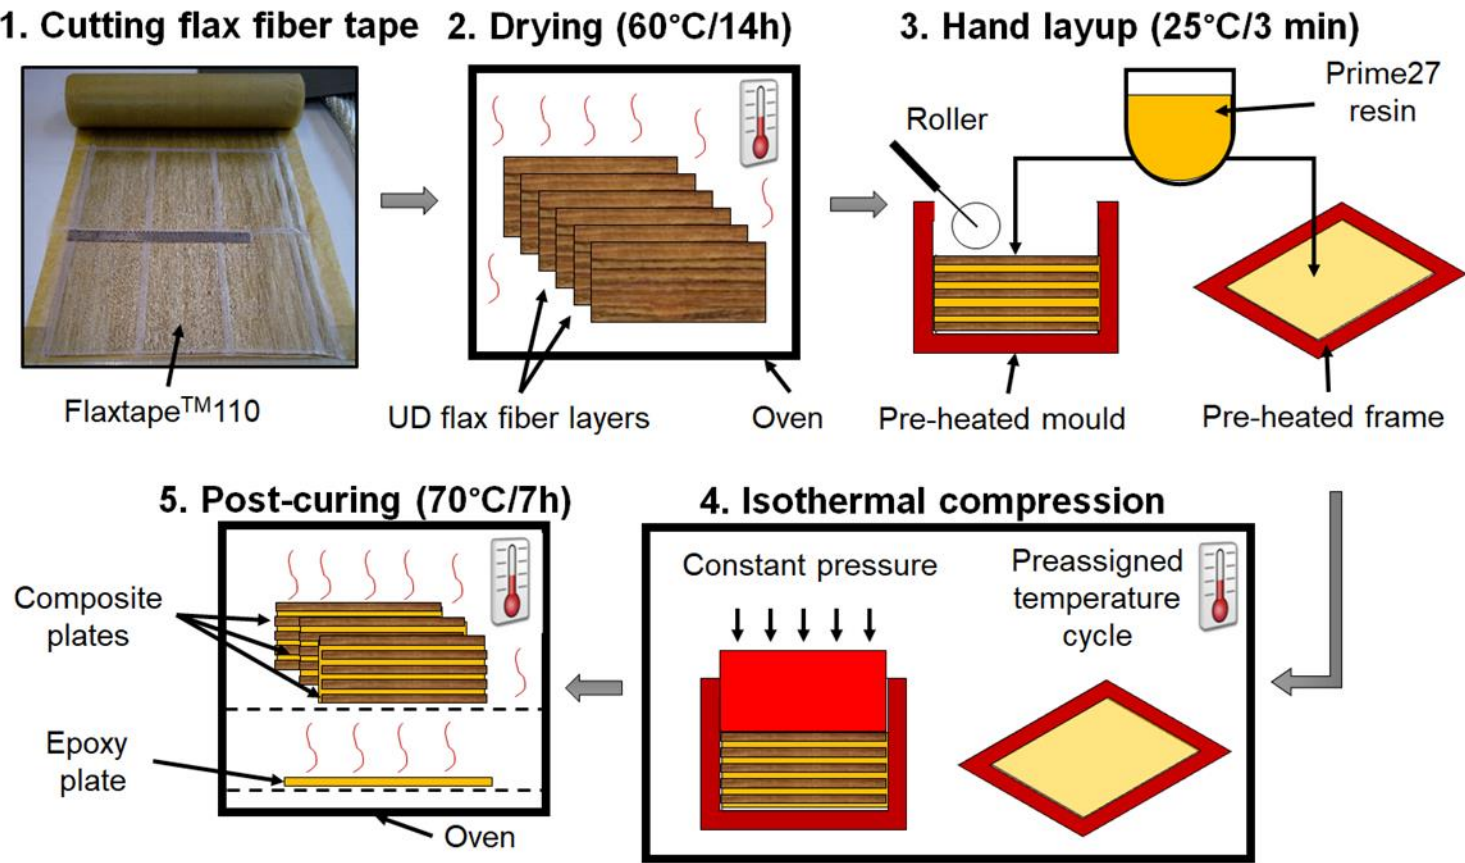 1. Cutting flax fiber tape
2. Drying (60°C/14h)
3. Hand layup (25°C/3 min)
Prime27
resin
Roller
Flaxtape™110
UD flax fiber layers
Oven
Pre-heated mould
Pre-heated frame
5. Post-curing (70°C/7h)
4. Isothermal compression
Composite
plates
Epoxy
plate
Oven
Constant pressure
Preassigned
temperature
cycle